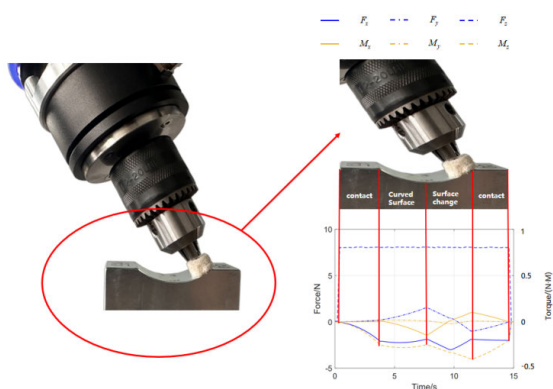 Fx Fy Fz
Mx My Mz
contact Curved Surface Surface change contact
10
5
0
-5
1
0.5
0
-0.5
Force/N
Torque/(N·M)
0 5 10 15
Time/s